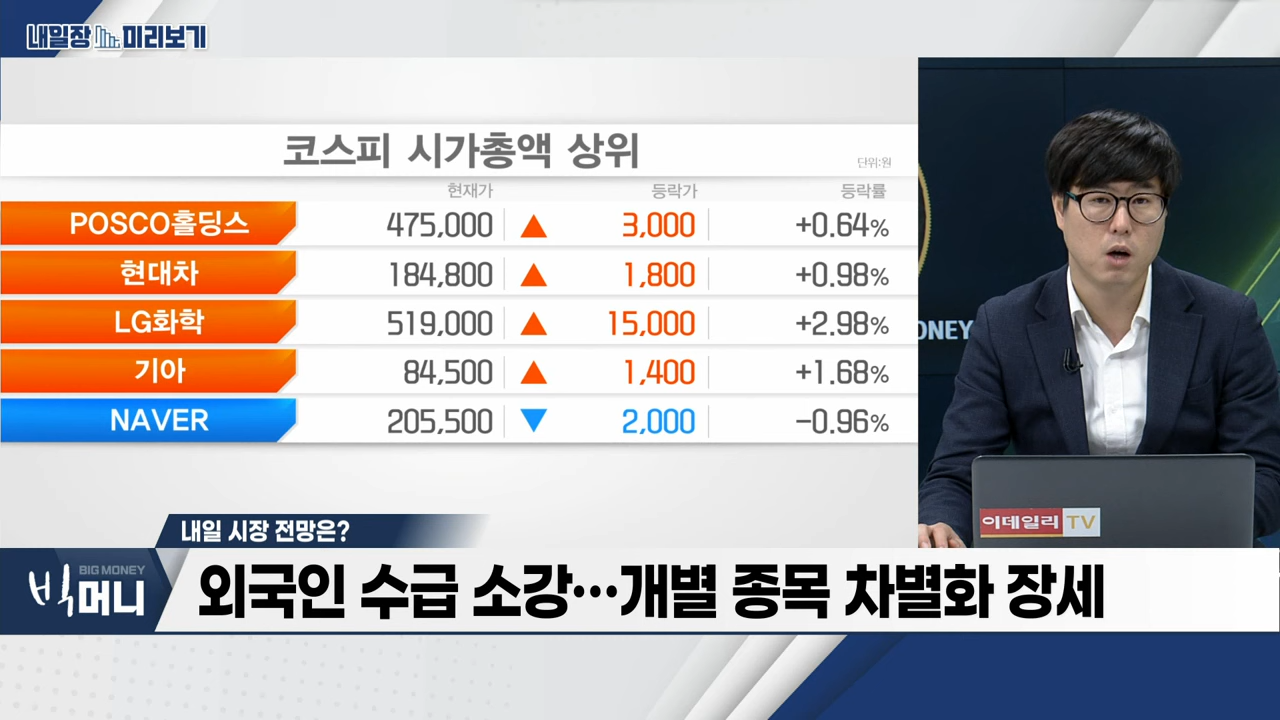 내일장 미리보기
코스피 시가총액 상위
단위:원
현재가 등락가 등락률
POSCO홀딩스 475,000 ▲ 3,000 +0.64%
현대차 184,800 ▲ 1,800 +0.98%
LG화학 519,000 ▲ 15,000 +2.98%
기아 84,500 ▲ 1,400 +1.68%
NAVER 205,500 ▼ 2,000 -0.96%
ONEY
이데일리 TV
내일 시장 전망은?
BIG MONEY
빅머니
외국인 수급 소강…개별 종목 차별화 장세